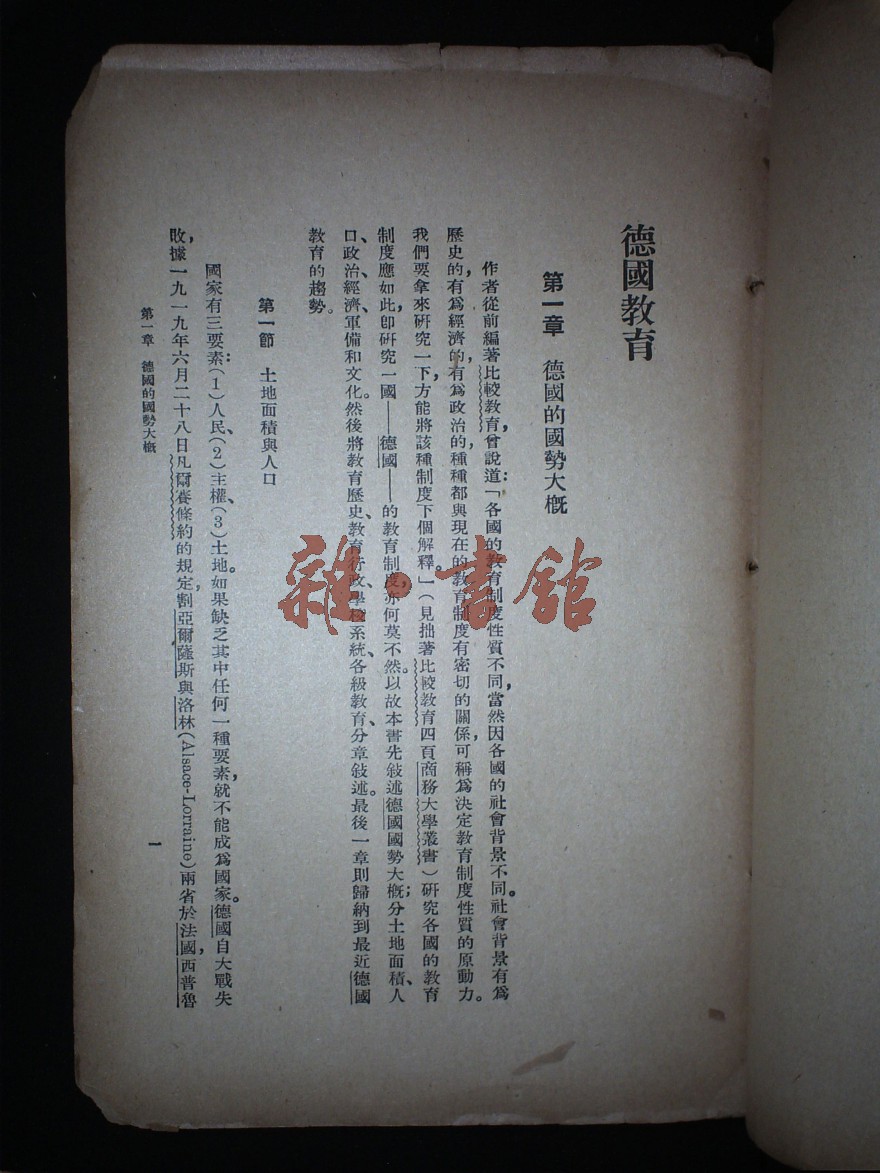 德國教育
第一章 德國的國勢大概
作者從前編著比較教育,曾說道:「各國的教育制度性質不同,當然因各國的社會背景不同。社會背景有爲
歷史的,有爲經濟的,有爲政治的,種種都與現在的教育制度有密切的關係,可稱爲決定教育制度性質的原動力。
我們要拿來研究一下,方能將該種制度下個解釋。」(見拙著比較教育四頁,商務大學叢書)研究各國的教育
制度應如此,卽研究一國——德國——的教育制度,亦何莫不然。以故本書先敍述德國國勢大概;分土地面積、人
口、政治、經濟、軍備和文化。然後將教育歷史、教育行政、學校系統、各級教育、分章敍述。最後一章則歸納到最近德國
教育的趨勢。
第一節 土地面積與人口
國家有三要素:(1)人民、(2)主權、(3)土地。如果缺乏其中任何一種要素,就不能成爲國家。德國自大戰失
敗,據一九一九年六月二十八日凡爾賽條約的規定,割亞爾薩斯與洛林(Alsace-Lorraine)兩省於法國,西普魯
第一章 德國的國勢大概
一
雜·書館